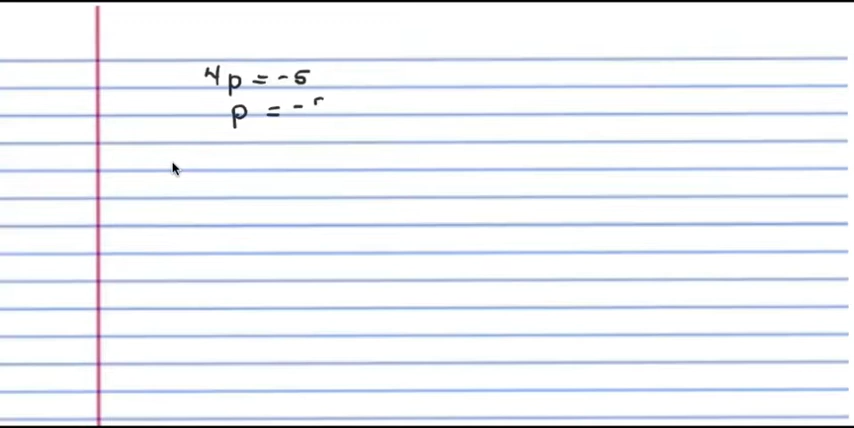 4p = -5
p = -